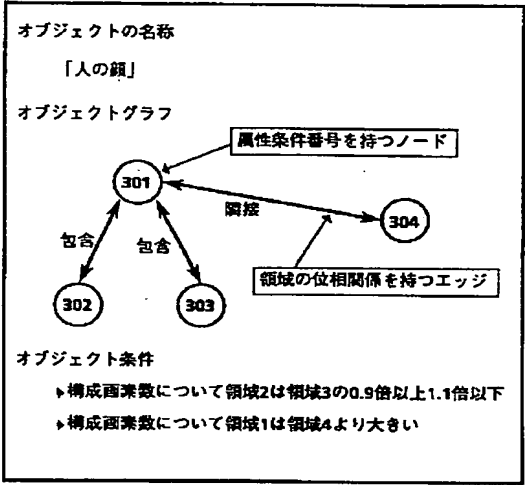 オブジェクトの名称
「人の顔」
オブジェクトグラフ
属性条件番号を持つノード
301
隣接
304
包含
包含
領域の位相関係を持つエッジ
302
303
オブジェクト条件
構成画素数について領域2は領域3の0.9倍以上1.1倍以下
構成画素数について領域1は領域4より大きい